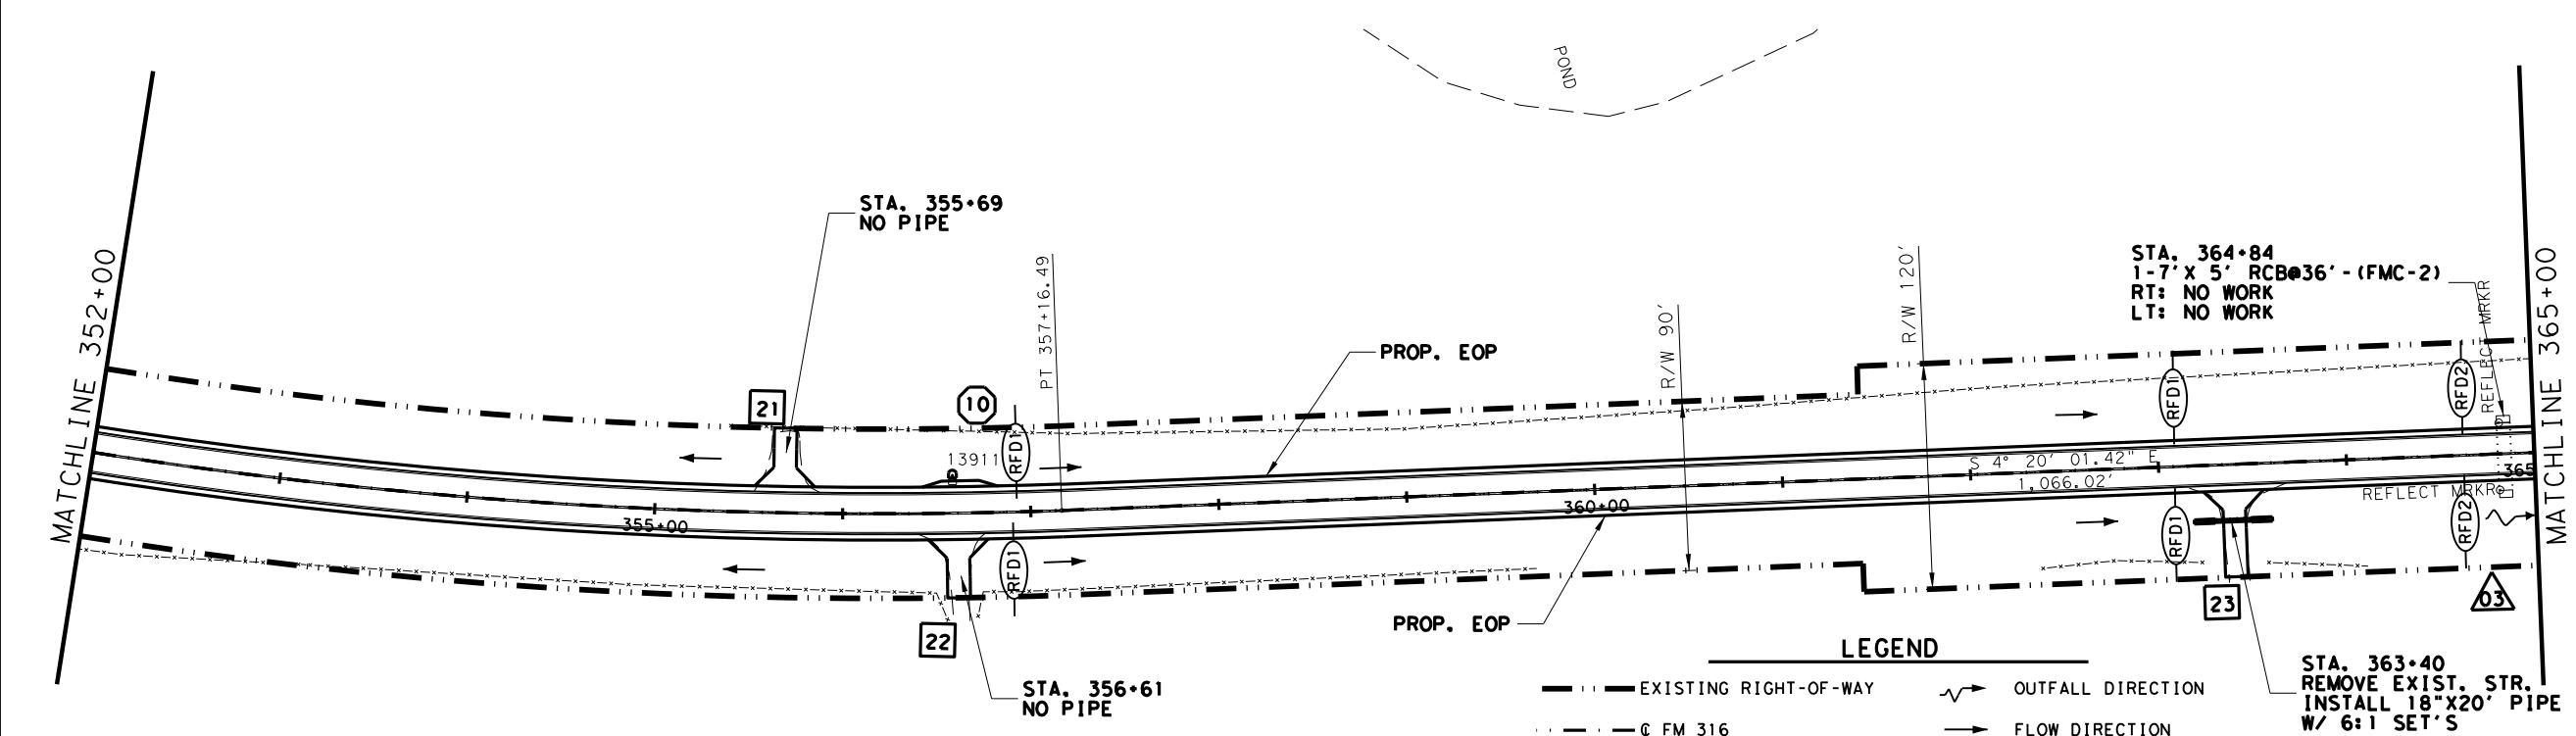 POND
STA. 355+69
NO PIPE
MATCHLINE 352+00
PT 357+16.49
R/W 90'
R/W 120'
STA. 364+84
1-7'X 5' RCB@36'-(FMC-2)
RT: NO WORK
LT: NO WORK
REFLECT MRKR
MATCHLINE 365+00
PROP. EOP
21
10
13911
RFD1
RFD1
RFD2
S 4° 20' 01.42" E
1,066.02'
365
355+00
360+00
REFLECT MRKR
RFD1
RFD1
RFD2
22
23
03
PROP. EOP
STA. 356+61
NO PIPE
LEGEND
EXISTING RIGHT-OF-WAY
OUTFALL DIRECTION
℄ FM 316
FLOW DIRECTION
STA. 363+40
REMOVE EXIST. STR.
INSTALL 18"X20' PIPE
W/ 6:1 SET'S